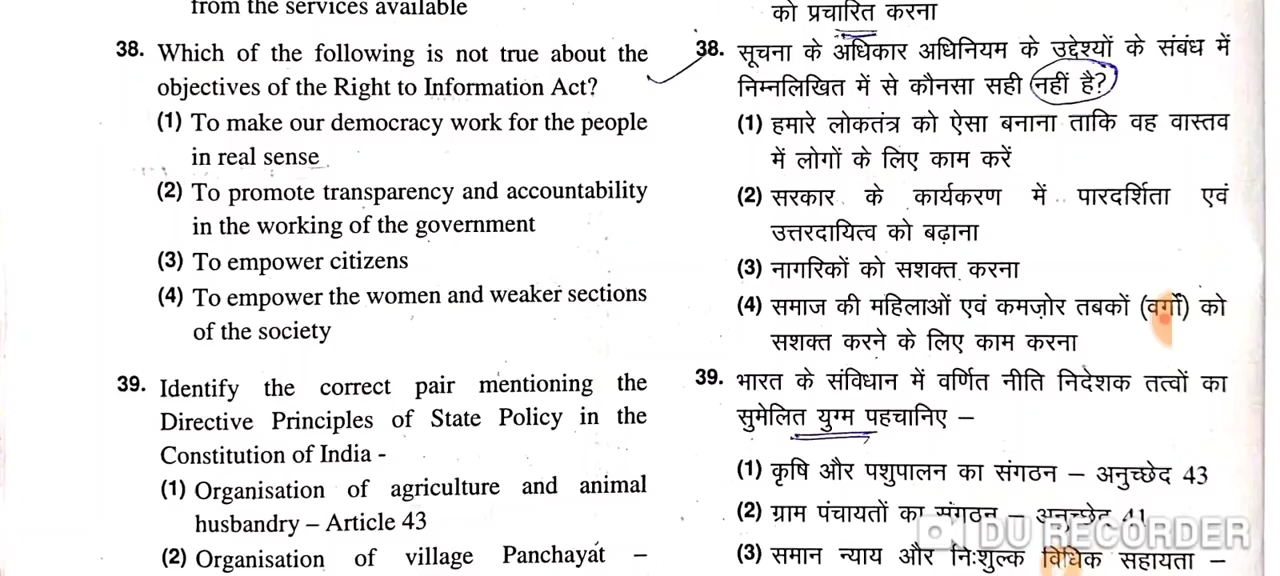 from the services available
38. Which of the following is not true about the
objectives of the Right to Information Act?
(1) To make our democracy work for the people
in real sense
(2) To promote transparency and accountability
in the working of the government
(3) To empower citizens
(4) To empower the women and weaker sections
of the society
39. Identify the correct pair mentioning the
Directive Principles of State Policy in the
Constitution of India -
(1) Organisation of agriculture and animal
husbandry – Article 43
(2) Organisation of village Panchayat –
को प्रचारित करना
38. सूचना के अधिकार अधिनियम के उद्देश्यों के संबंध में
निम्नलिखित में से कौनसा सही नहीं है?
(1) हमारे लोकतंत्र को ऐसा बनाना ताकि वह वास्तव
में लोगों के लिए काम करें
(2) सरकार के कार्यकरण में पारदर्शिता एवं
उत्तरदायित्व को बढ़ाना
(3) नागरिकों को सशक्त करना
(4) समाज की महिलाओं एवं कमज़ोर तबकों (वर्गों) को
सशक्त करने के लिए काम करना
39. भारत के संविधान में वर्णित नीति निदेशक तत्वों का
सुमेलित युग्म पहचानिए –
(1) कृषि और पशुपालन का संगठन – अनुच्छेद 43
(2) ग्राम पंचायतों का संगठन – अनुच्छेद 41
(3) समान न्याय और निःशुल्क विधिक सहायता –
DU RECORDER